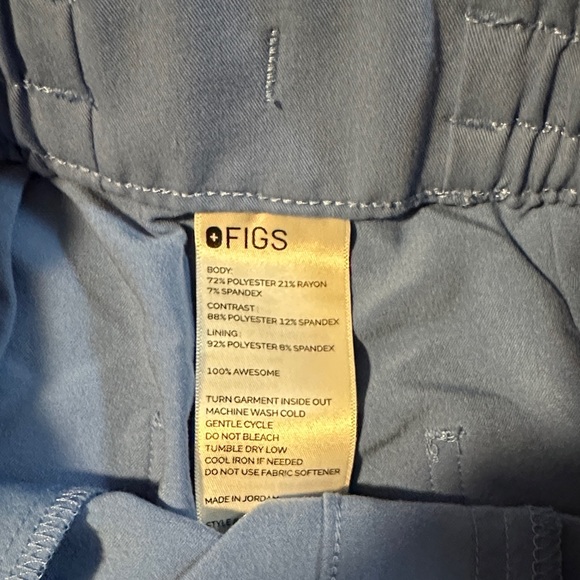 FIGS
BODY:
72% POLYESTER 21% RAYON
7% SPANDEX
CONTRAST:
88% POLYESTER 12% SPANDEX
LINING:
92% POLYESTER 8% SPANDEX
100% AWESOME
TURN GARMENT INSIDE OUT
MACHINE WASH COLD
GENTLE CYCLE
DO NOT BLEACH
TUMBLE DRY LOW
COOL IRON IF NEEDED
DO NOT USE FABRIC SOFTENER
MADE IN